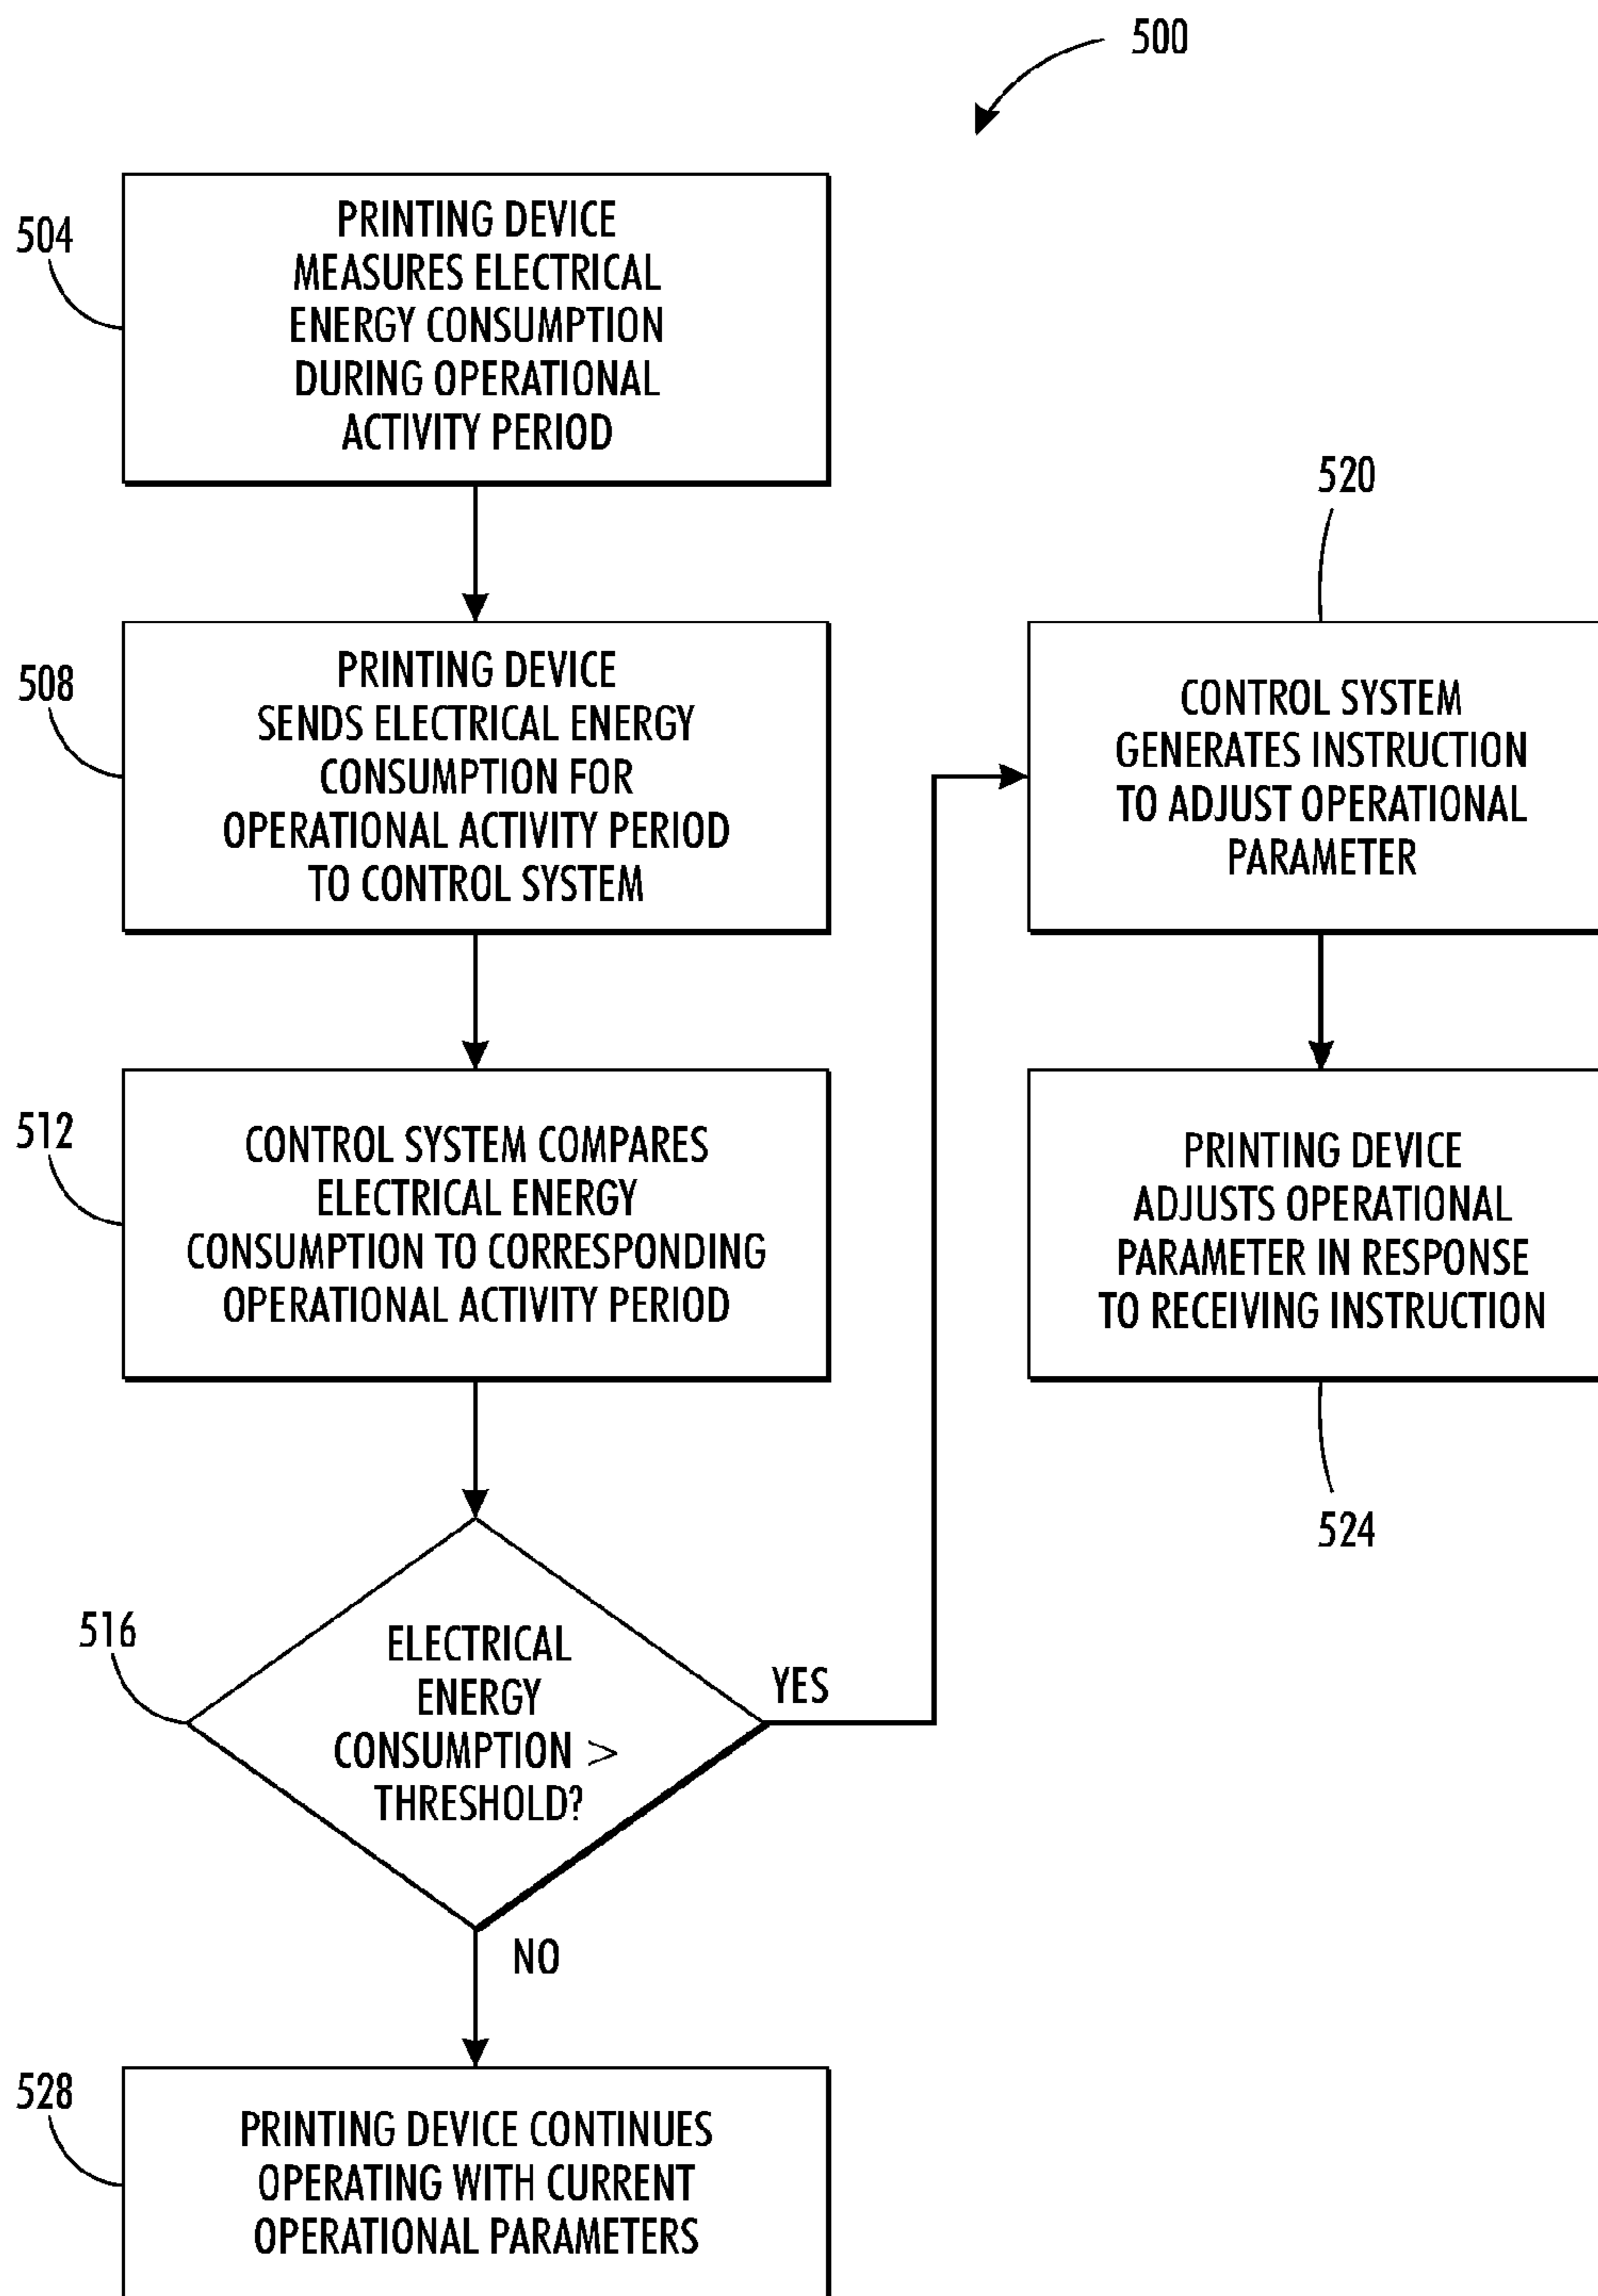 500
504
PRINTING DEVICE
MEASURES ELECTRICAL
ENERGY CONSUMPTION
DURING OPERATIONAL
ACTIVITY PERIOD
508
PRINTING DEVICE
SENDS ELECTRICAL ENERGY
CONSUMPTION FOR
OPERATIONAL ACTIVITY PERIOD
TO CONTROL SYSTEM
512
CONTROL SYSTEM COMPARES
ELECTRICAL ENERGY
CONSUMPTION TO CORRESPONDING
OPERATIONAL ACTIVITY PERIOD
516
ELECTRICAL
ENERGY
CONSUMPTION >
THRESHOLD?
YES
NO
520
CONTROL SYSTEM
GENERATES INSTRUCTION
TO ADJUST OPERATIONAL
PARAMETER
PRINTING DEVICE
ADJUSTS OPERATIONAL
PARAMETER IN RESPONSE
TO RECEIVING INSTRUCTION
524
528
PRINTING DEVICE CONTINUES
OPERATING WITH CURRENT
OPERATIONAL PARAMETERS